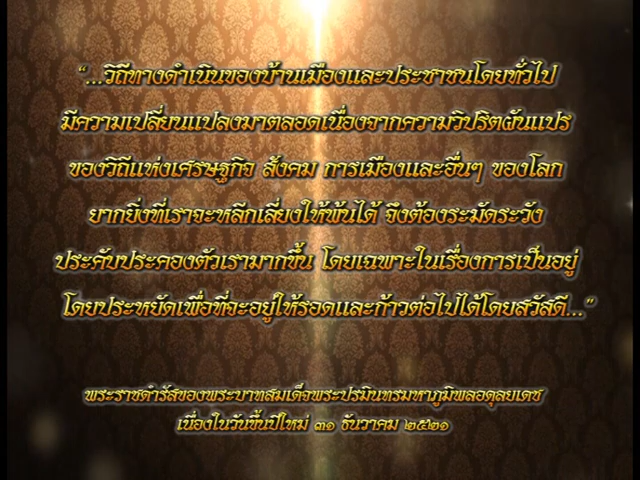 “...วิถีทางดำเนินของบ้านเมืองและประชาชนโดยทั่วไป
มีความเปลี่ยนแปลงมาตลอดเนื่องจากความวิปริตผันแปร
ของวิถีแห่งเศรษฐกิจ สังคม การเมืองและอื่นๆ ของโลก
ยากยิ่งที่เราจะหลีกเลี่ยงให้พ้นได้ จึงต้องระมัดระวัง
ประคับประคองตัวเรามากขึ้น โดยเฉพาะในเรื่องการเป็นอยู่
โดยประหยัดเพื่อที่จะอยู่ให้รอดและก้าวต่อไปได้โดยสวัสดี...”
พระราชดำรัสของพระบาทสมเด็จพระปรมินทรมหาภูมิพลอดุลยเดช
เนื่องในวันขึ้นปีใหม่ ๓๑ ธันวาคม ๒๕๒๑